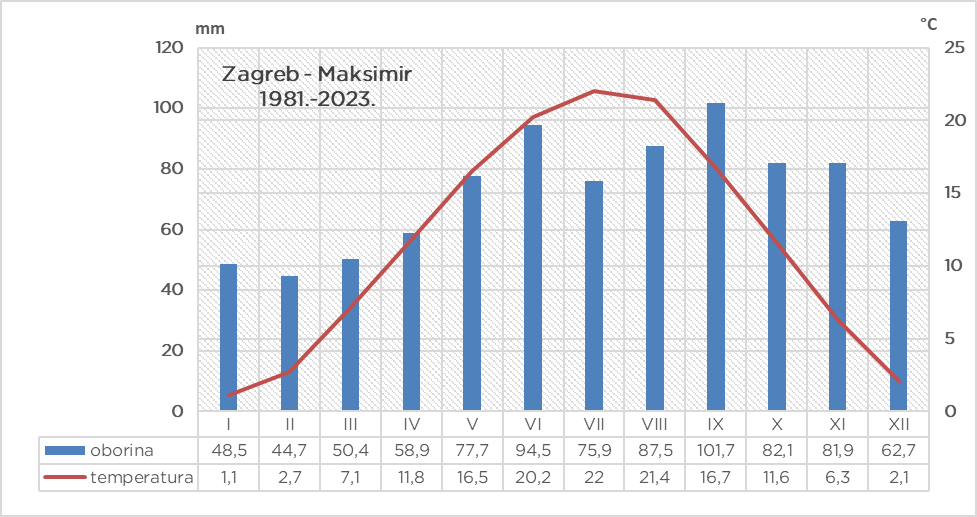 mm °C
Zagreb - Maksimir
1981.-2023.
120 25
100
20
80
15
60
10
40
5
20
0 0
I II III IV V VI VII VIII IX X XI XII
oborina 48,5 44,7 50,4 58,9 77,7 94,5 75,9 87,5 101,7 82,1 81,9 62,7
temperatura 1,1 2,7 7,1 11,8 16,5 20,2 22 21,4 16,7 11,6 6,3 2,1